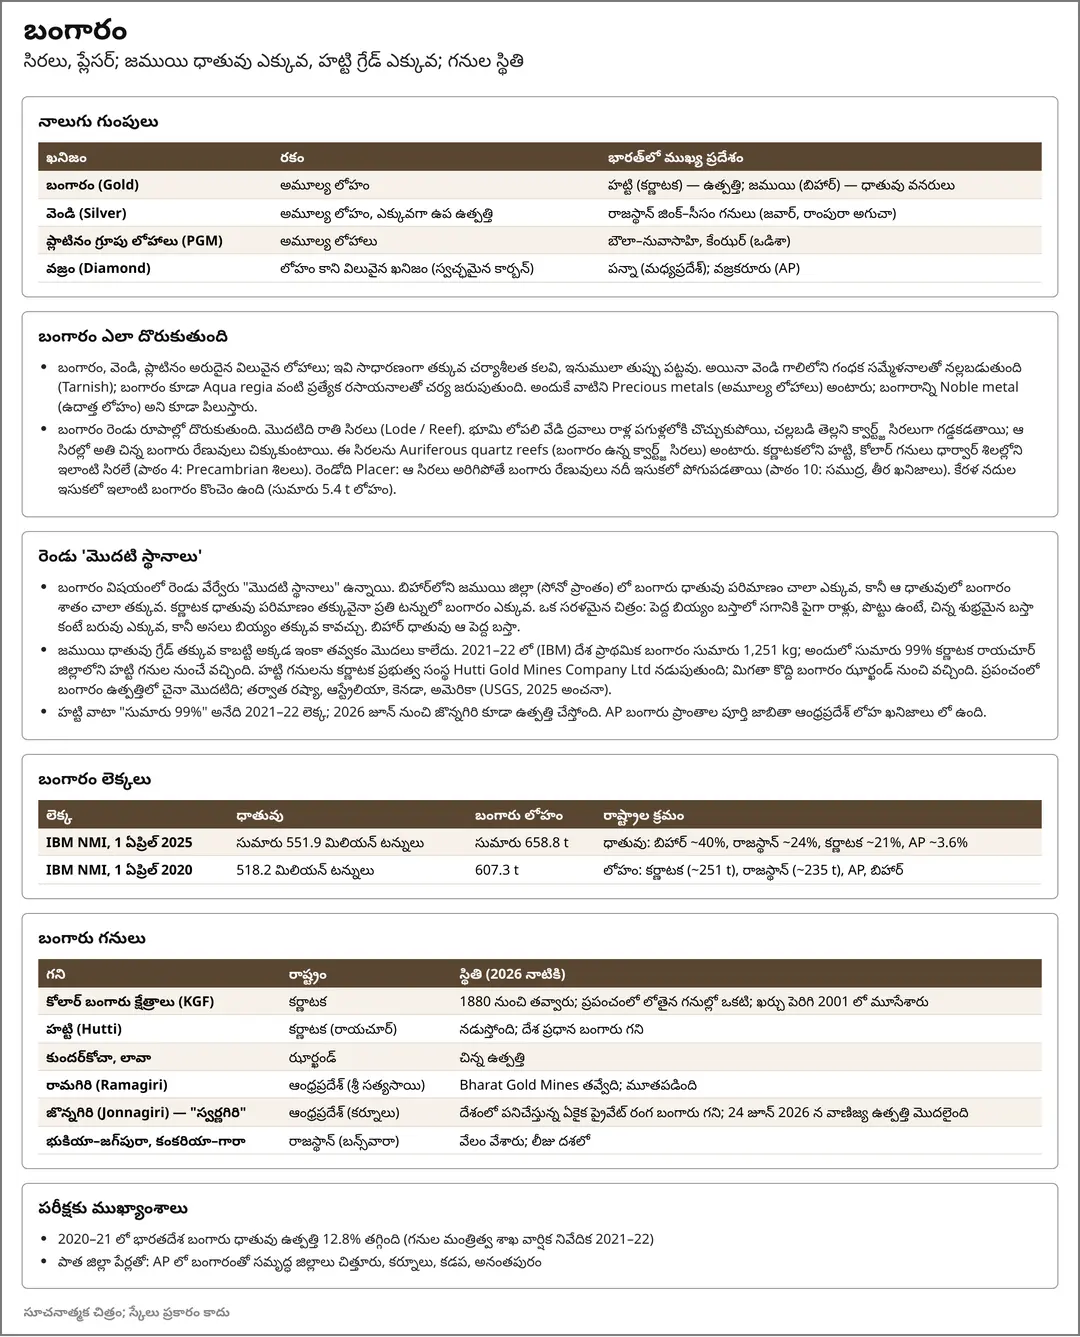 బంగారం
సిరలు, ప్లేసర్; జముయి ధాతువు ఎక్కువ, హట్టి గ్రేడ్ ఎక్కువ; గనుల స్థితి
నాలుగు గుంపులు
ఖనిజం రకం భారత్‌లో ముఖ్య ప్రదేశం
బంగారం (Gold) అమూల్య లోహం హట్టి (కర్ణాటక) — ఉత్పత్తి; జముయి (బిహార్) — ధాతువు వనరులు
వెండి (Silver) అమూల్య లోహం, ఎక్కువగా ఉప ఉత్పత్తి రాజస్థాన్ జింక్–సీసం గనులు (జవార్, రాంపురా అగుచా)
ప్లాటినం గ్రూపు లోహాలు (PGM) అమూల్య లోహాలు బౌలా–నువాసాహి, కేంఝర్ (ఒడిశా)
వజ్రం (Diamond) లోహం కాని విలువైన ఖనిజం (స్వచ్ఛమైన కార్బన్) పన్నా (మధ్యప్రదేశ్); వజ్రకరూరు (AP)
బంగారం ఎలా దొరుకుతుంది
• బంగారం, వెండి, ప్లాటినం అరుదైన విలువైన లోహాలు; ఇవి సాధారణంగా తక్కువ చర్యాశీలత కలవి, ఇనుములా తుప్పు పట్టవు. అయినా వెండి గాలిలోని గంధక సమ్మేళనాలతో నల్లబడుతుంది
(Tarnish); బంగారం కూడా Aqua regia వంటి ప్రత్యేక రసాయనాలతో చర్య జరుపుతుంది. అందుకే వాటిని Precious metals (అమూల్య లోహాలు) అంటారు; బంగారాన్ని Noble metal
(ఉదాత్త లోహం) అని కూడా పిలుస్తారు.
• బంగారం రెండు రూపాల్లో దొరుకుతుంది. మొదటిది రాతి సిరలు (Lode / Reef). భూమి లోపలి వేడి ద్రవాలు రాళ్ల పగుళ్లలోకి చొచ్చుకుపోయి, చల్లబడి తెల్లని క్వార్ట్జ్ సిరలుగా గడ్డకడతాయి; ఆ
సిరల్లో అతి చిన్న బంగారు రేణువులు చిక్కుకుంటాయి. ఈ సిరలను Auriferous quartz reefs (బంగారం ఉన్న క్వార్ట్జ్ సిరలు) అంటారు. కర్ణాటకలోని హట్టి, కోలార్ గనులు ధార్వార్ శిలల్లోని
ఇలాంటి సిరలే (పాఠం 4: Precambrian శిలలు). రెండోది Placer: ఆ సిరలు అరిగిపోతే బంగారు రేణువులు నదీ ఇసుకలో పోగుపడతాయి (పాఠం 10: సముద్ర, తీర ఖనిజాలు). కేరళ నదుల
ఇసుకలో ఇలాంటి బంగారం కొంచెం ఉంది (సుమారు 5.4 t లోహం).
రెండు 'మొదటి స్థానాలు'
• బంగారం విషయంలో రెండు వేర్వేరు "మొదటి స్థానాలు" ఉన్నాయి. బిహార్‌లోని జముయి జిల్లా (సోనో ప్రాంతం) లో బంగారు ధాతువు పరిమాణం చాలా ఎక్కువ, కానీ ఆ ధాతువులో బంగారం
శాతం చాలా తక్కువ. కర్ణాటక ధాతువు పరిమాణం తక్కువైనా ప్రతి టన్నులో బంగారం ఎక్కువ. ఒక సరళమైన చిత్రం: పెద్ద బియ్యం బస్తాలో సగానికి పైగా రాళ్లు, పొట్టు ఉంటే, చిన్న శుభ్రమైన బస్తా
కంటే బరువు ఎక్కువ, కానీ అసలు బియ్యం తక్కువ కావచ్చు. బిహార్ ధాతువు ఆ పెద్ద బస్తా.
• జముయి ధాతువు గ్రేడ్ తక్కువ కాబట్టి అక్కడ ఇంకా తవ్వకం మొదలు కాలేదు. 2021–22 లో (IBM) దేశ ప్రాథమిక బంగారం సుమారు 1,251 kg; అందులో సుమారు 99% కర్ణాటక రాయచూర్
జిల్లాలోని హట్టి గనుల నుంచే వచ్చింది. హట్టి గనులను కర్ణాటక ప్రభుత్వ సంస్థ Hutti Gold Mines Company Ltd నడుపుతుంది; మిగతా కొద్ది బంగారం ఝార్ఖండ్ నుంచి వచ్చింది. ప్రపంచంలో
బంగారం ఉత్పత్తిలో చైనా మొదటిది; తర్వాత రష్యా, ఆస్ట్రేలియా, కెనడా, అమెరికా (USGS, 2025 అంచనా).
• హట్టి వాటా "సుమారు 99%" అనేది 2021–22 లెక్క; 2026 జూన్ నుంచి జొన్నగిరి కూడా ఉత్పత్తి చేస్తోంది. AP బంగారు ప్రాంతాల పూర్తి జాబితా ఆంధ్రప్రదేశ్ లోహ ఖనిజాలు లో ఉంది.
బంగారం లెక్కలు
లెక్క ధాతువు బంగారు లోహం రాష్ట్రాల క్రమం
IBM NMI, 1 ఏప్రిల్ 2025 సుమారు 551.9 మిలియన్ టన్నులు సుమారు 658.8 t ధాతువు: బిహార్ ~40%, రాజస్థాన్ ~24%, కర్ణాటక ~21%, AP ~3.6%
IBM NMI, 1 ఏప్రిల్ 2020 518.2 మిలియన్ టన్నులు 607.3 t లోహం: కర్ణాటక (~251 t), రాజస్థాన్ (~235 t), AP, బిహార్
బంగారు గనులు
గని రాష్ట్రం స్థితి (2026 నాటికి)
కోలార్ బంగారు క్షేత్రాలు (KGF) కర్ణాటక 1880 నుంచి తవ్వారు; ప్రపంచంలో లోతైన గనుల్లో ఒకటి; ఖర్చు పెరిగి 2001 లో మూసేశారు
హట్టి (Hutti) కర్ణాటక (రాయచూర్) నడుస్తోంది; దేశ ప్రధాన బంగారు గని
కుందర్‌కోచా, లావా ఝార్ఖండ్ చిన్న ఉత్పత్తి
రామగిరి (Ramagiri) ఆంధ్రప్రదేశ్ (శ్రీ సత్యసాయి) Bharat Gold Mines తవ్వేది; మూతపడింది
జొన్నగిరి (Jonnagiri) — "స్వర్ణగిరి" ఆంధ్రప్రదేశ్ (కర్నూలు) దేశంలో పనిచేస్తున్న ఏకైక ప్రైవేట్ రంగ బంగారు గని; 24 జూన్ 2026 న వాణిజ్య ఉత్పత్తి మొదలైంది
భుకియా–జగ్‌పురా, కంకరియా–గారా రాజస్థాన్ (బన్స్‌వారా) వేలం వేశారు; లీజు దశలో
పరీక్షకు ముఖ్యాంశాలు
• 2020–21 లో భారతదేశ బంగారు ధాతువు ఉత్పత్తి 12.8% తగ్గింది (గనుల మంత్రిత్వ శాఖ వార్షిక నివేదిక 2021–22)
• పాత జిల్లా పేర్లతో: AP లో బంగారంతో సమృద్ధ జిల్లాలు చిత్తూరు, కర్నూలు, కడప, అనంతపురం
సూచనాత్మక చిత్రం; స్కేలు ప్రకారం కాదు